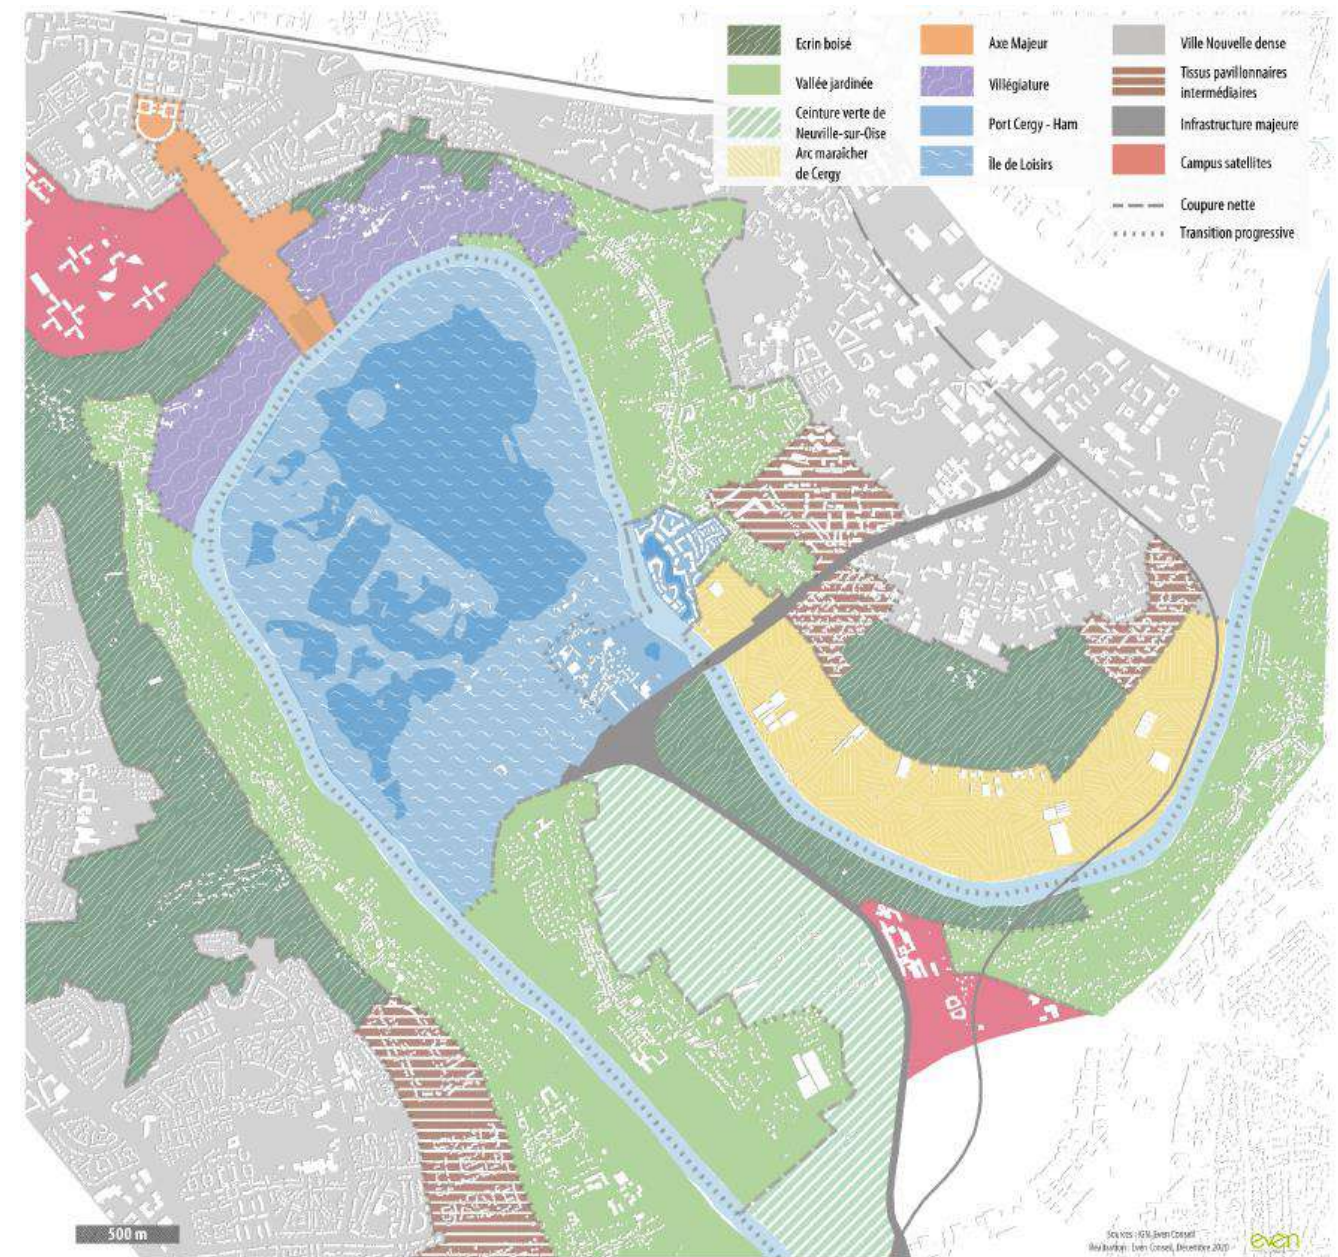 Ecrin boisé
Vallée jardinée
Ceinture verte de
Neuville-sur-Oise
Arc maraîcher
de Cergy
Axe Majeur
Villégiature
Port Cergy - Ham
Île de Loisirs
Ville Nouvelle dense
Tissus pavillonnaires
intermédiaires
Infrastructure majeure
Campus satellites
Coupure nette
Transition progressive
500 m
Sources : IGN, Even Conseil
Réalisation : Even Conseil, Décembre 2020
even